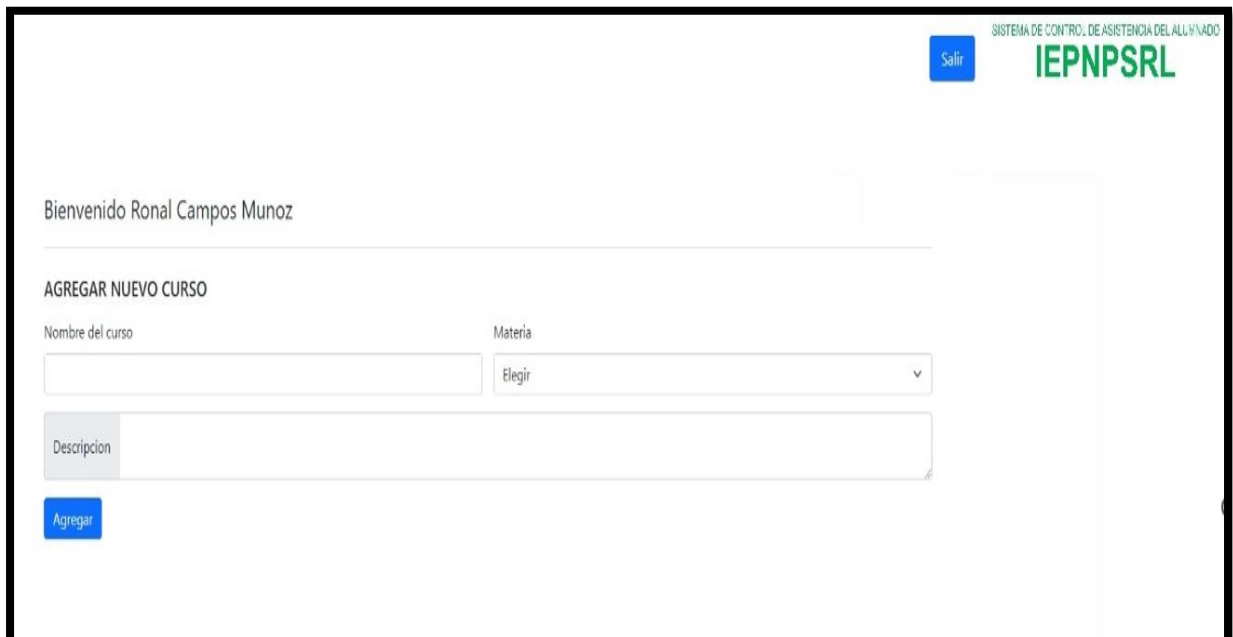 SISTEMA DE CONTROL DE ASISTENCIA DEL ALUMNADO
Salir
IEPNPSRL
Bienvenido Ronal Campos Munoz
AGREGAR NUEVO CURSO
Nombre del curso
Materia
Elegir
Descripcion
Agregar